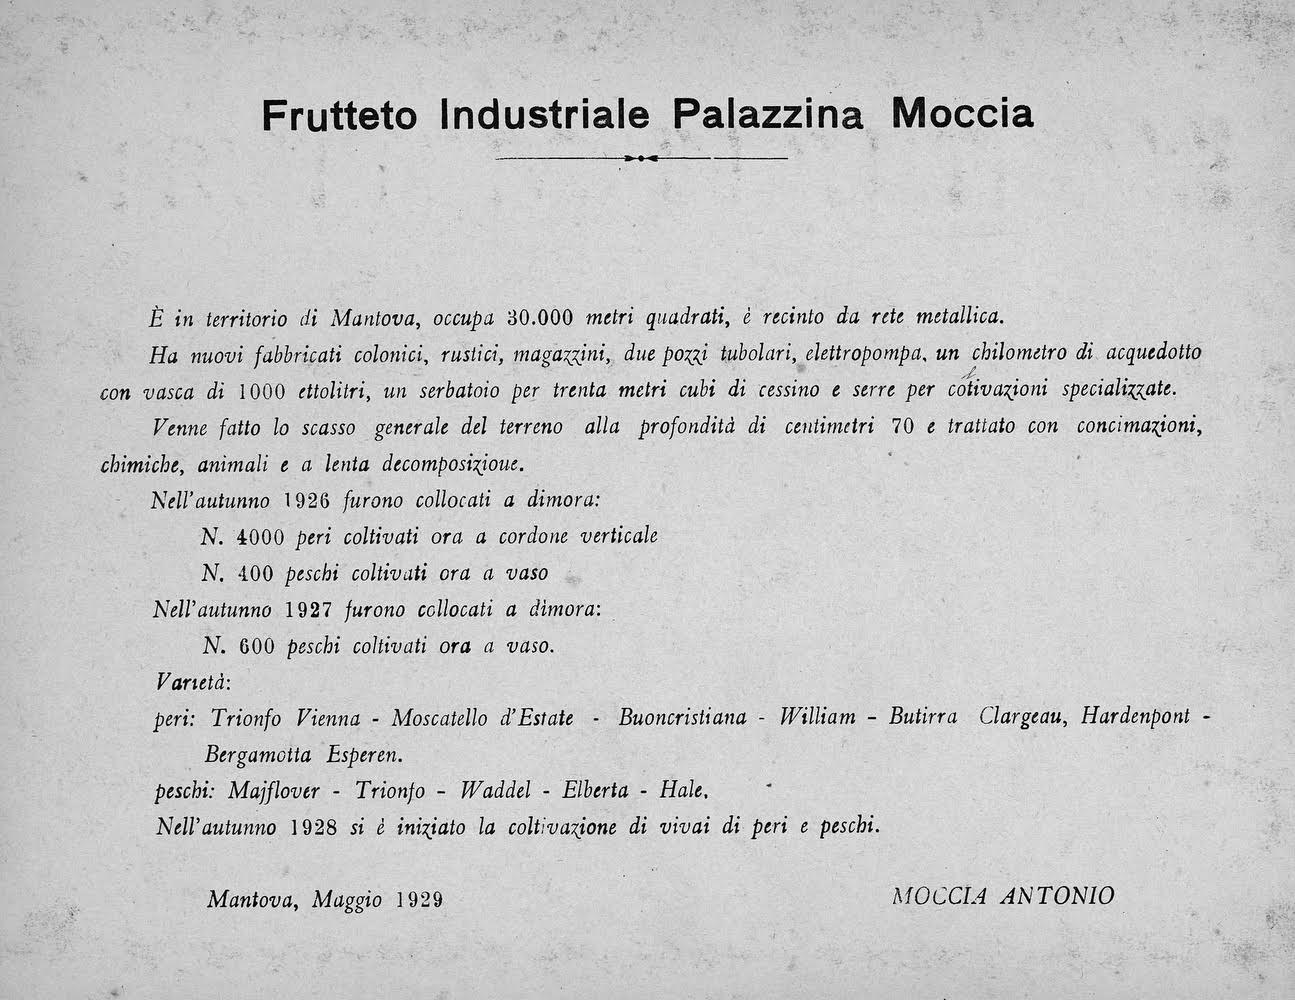 Frutteto Industriale Palazzina Moccia
È in territorio di Mantova, occupa 30.000 metri quadrati, è recinto da rete metallica.
Ha nuovi fabbricati colonici, rustici, magazzini, due pozzi tubolari, elettropompa, un chilometro di acquedotto
con vasca di 1000 ettolitri, un serbatoio per trenta metri cubi di cessino e serre per cotivazioni specializzate.
Venne fatto lo scasso generale del terreno alla profondità di centimetri 70 e trattato con concimazioni,
chimiche, animali e a lenta decomposizioue.
Nell'autunno 1926 furono collocati a dimora:
N. 4000 peri coltivati ora a cordone verticale
N. 400 peschi coltivati ora a vaso
Nell'autunno 1927 furono collocati a dimora:
N. 600 peschi coltivati ora a vaso.
Varietà:
peri: Trionfo Vienna - Moscatello d'Estate - Buoncristiana - William - Butirra Clargeau, Hardenpont -
Bergamotta Esperen.
peschi: Majflover - Trionfo - Waddel - Elberta - Hale.
Nell'autunno 1928 si è iniziato la coltivazione di vivai di peri e peschi.
Mantova, Maggio 1929
MOCCIA ANTONIO